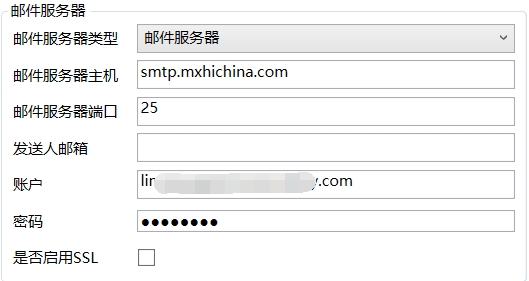 邮件服务器
邮件服务器类型 邮件服务器
邮件服务器主机 smtp.mxhichina.com
邮件服务器端口 25
发送人邮箱
账户 .com
密码 ●●●●●●●●
是否启用SSL